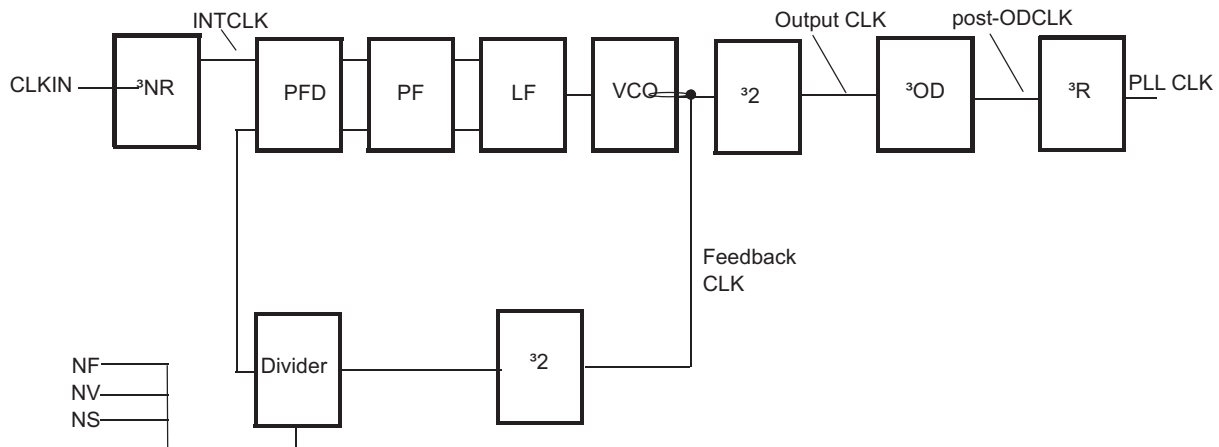 INTCLK
Output CLK
post-ODCLK
CLKIN
³NR
PFD
PF
LF
VCO
³2
³OD
³R
PLL CLK
Feedback
CLK
Divider
³2
NF
NV
NS